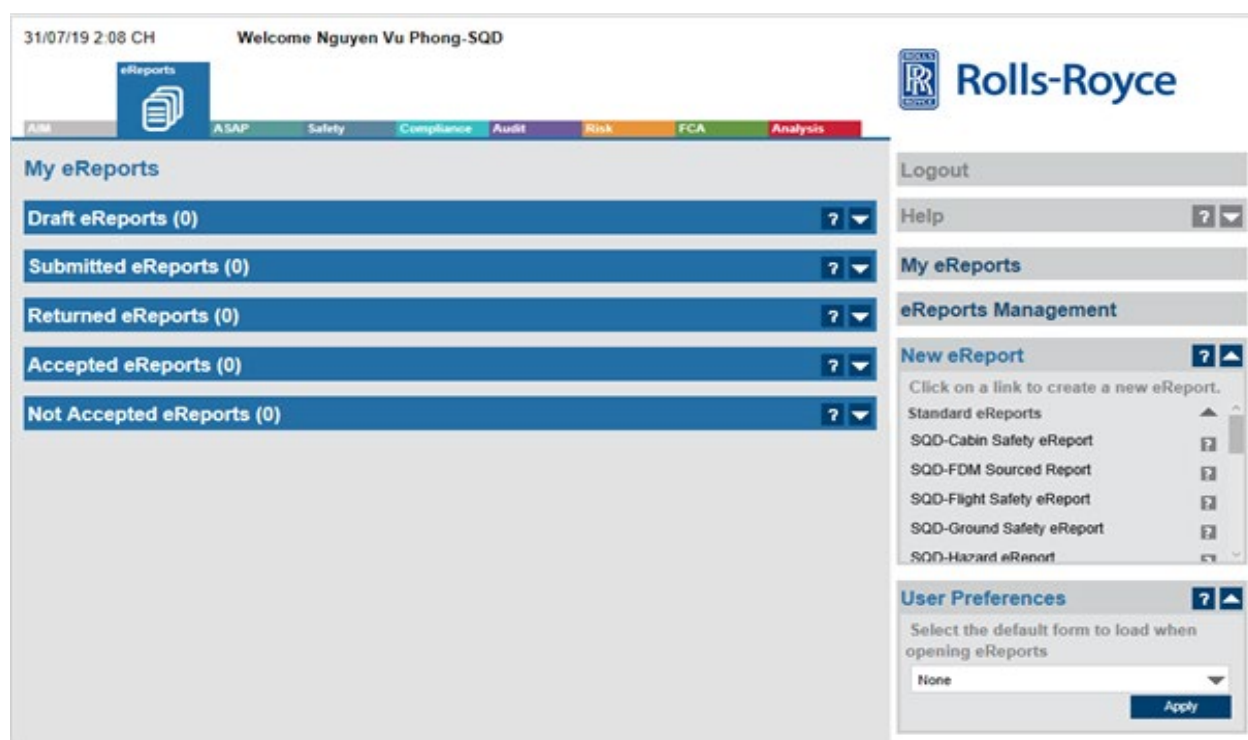 31/07/19 2:08 CH Welcome Nguyen Vu Phong-SQD
eReports
AIM ASAP Safety Compliance Audit Risk FCA Analysis
ROLLS
RR
ROYCE
Rolls-Royce
My eReports
Draft eReports (0) ?
Submitted eReports (0) ?
Returned eReports (0) ?
Accepted eReports (0) ?
Not Accepted eReports (0) ?
Logout
Help ?
My eReports
eReports Management
New eReport ?
Click on a link to create a new eReport.
Standard eReports
SQD-Cabin Safety eReport ?
SQD-FDM Sourced Report ?
SQD-Flight Safety eReport ?
SQD-Ground Safety eReport ?
SQD-Hazard eReport
User Preferences ?
Select the default form to load when
opening eReports
None
Apply